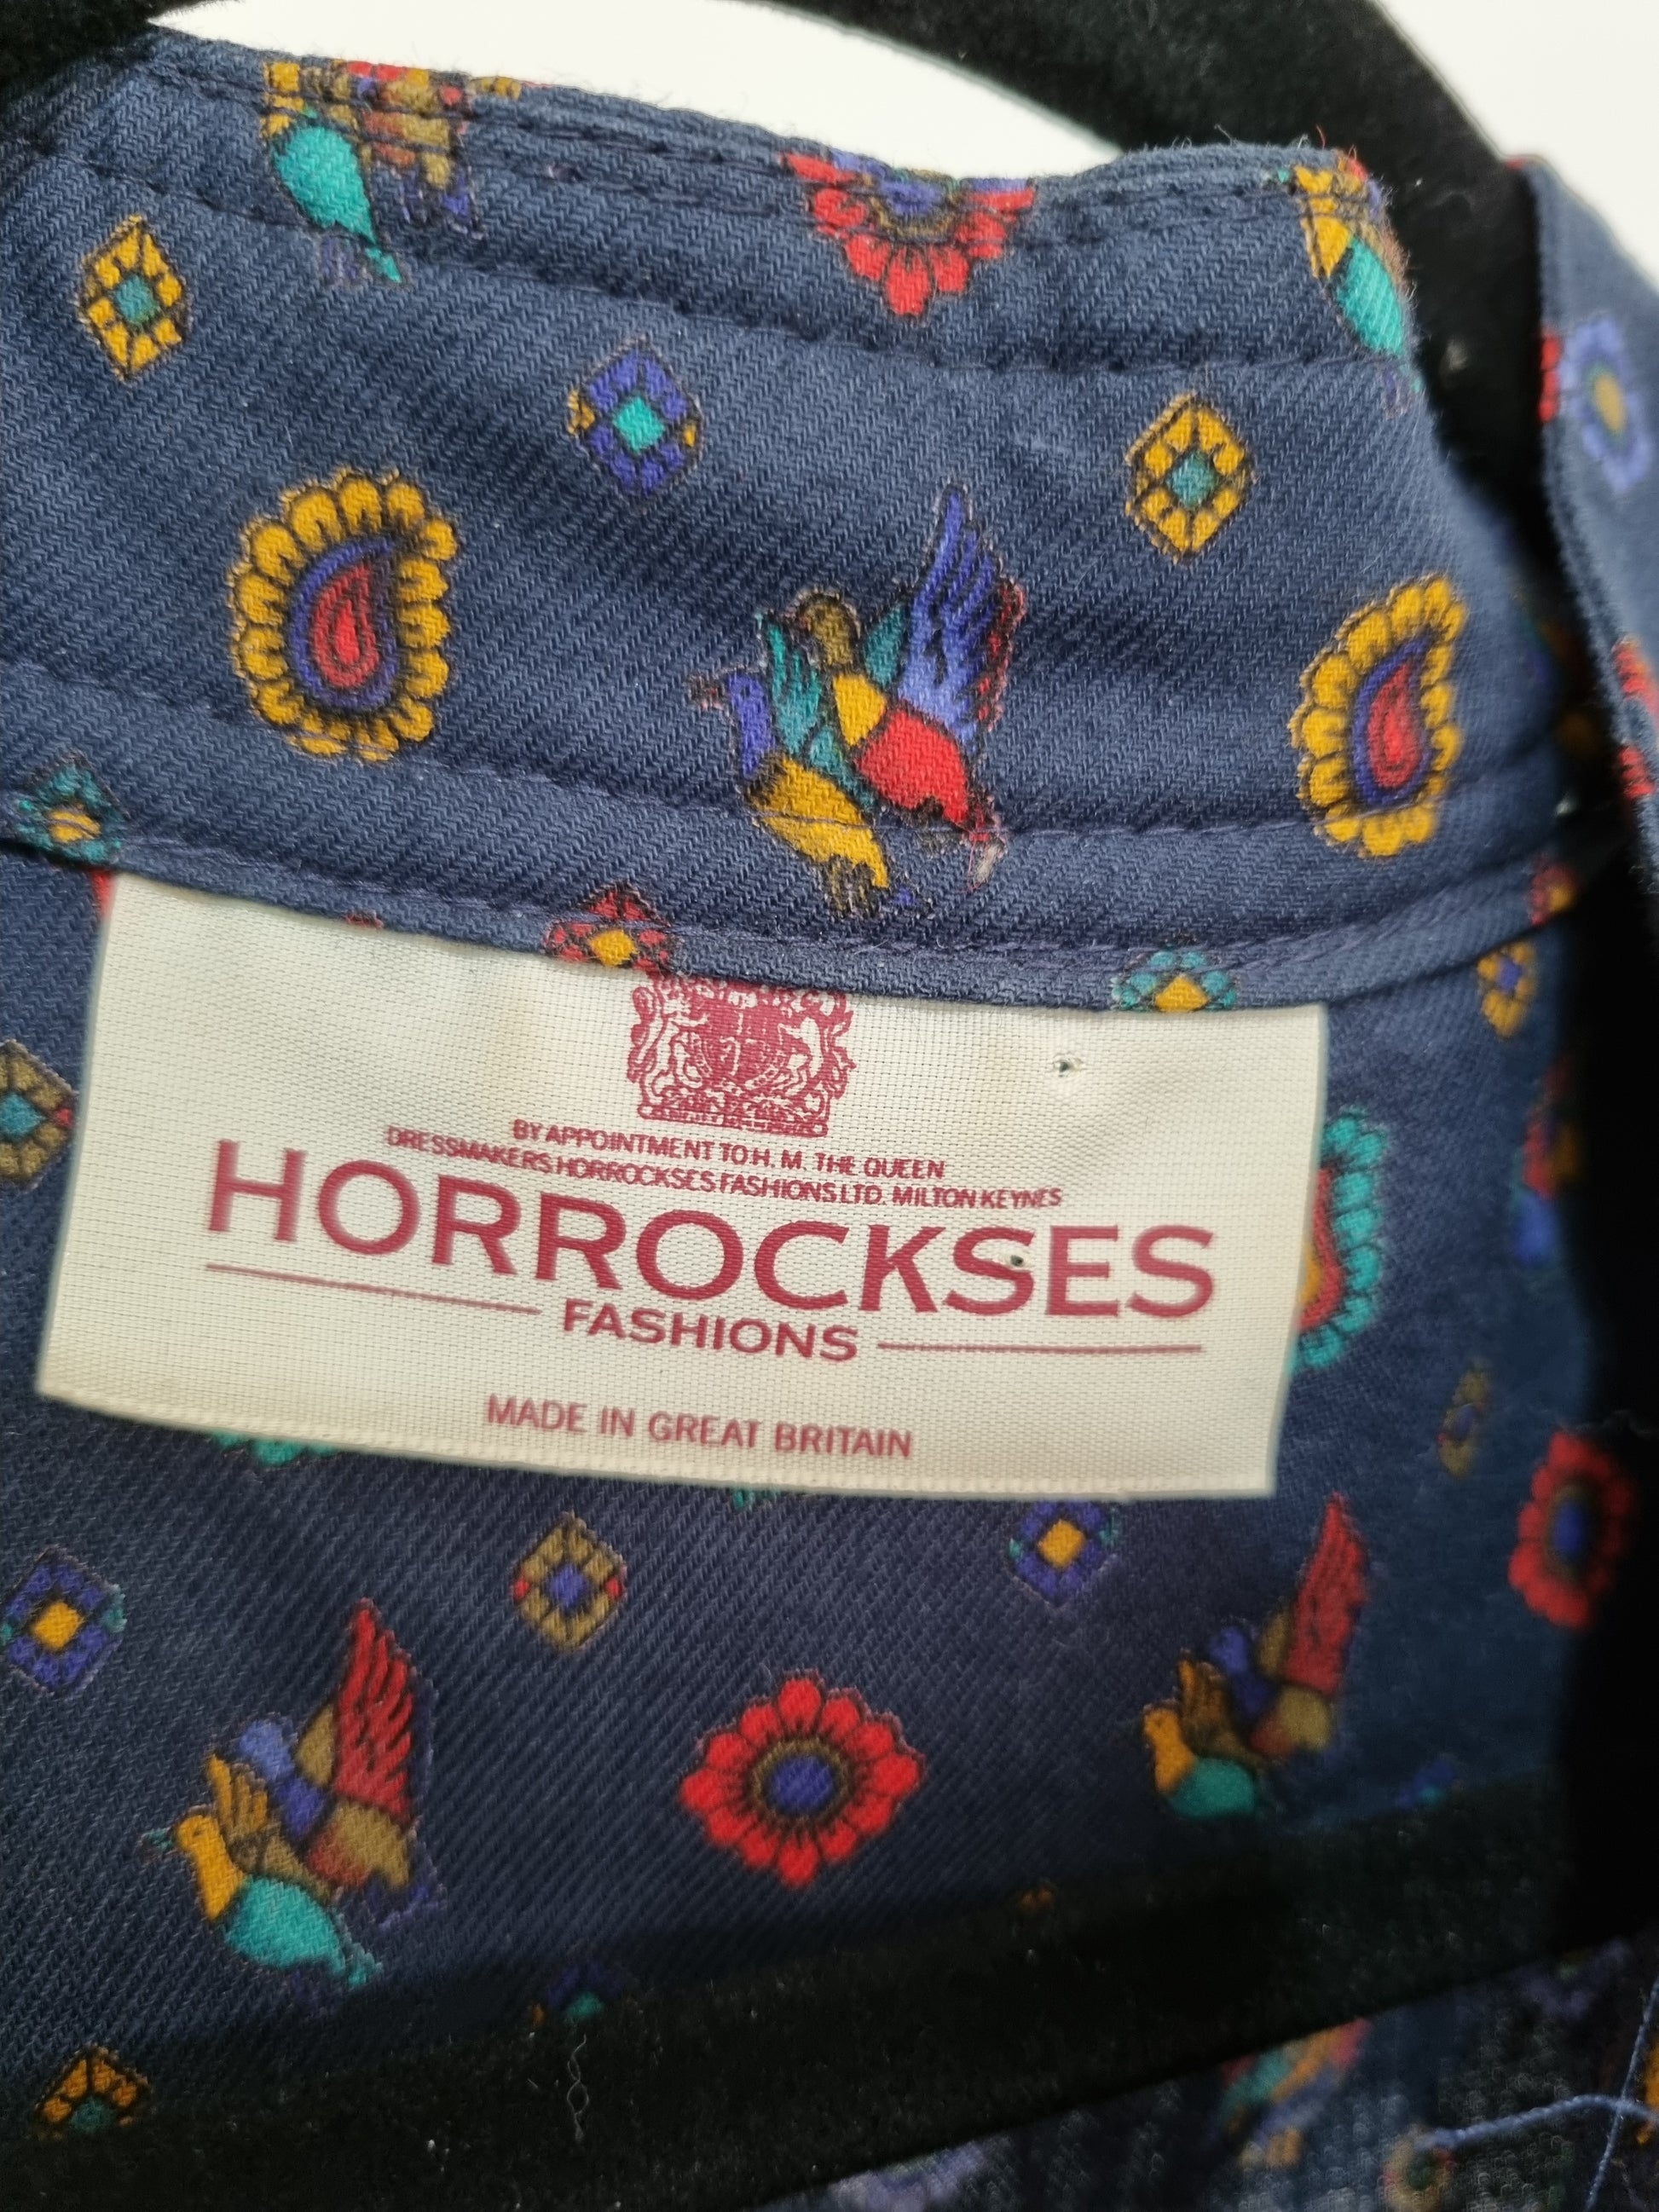 BY APPOINTMENT TO H. M. THE QUEEN
DRESSMAKERS HORROCKSES FASHIONS LTD. MILTON KEYNES
HORROCKSES
FASHIONS
MADE IN GREAT BRITAIN